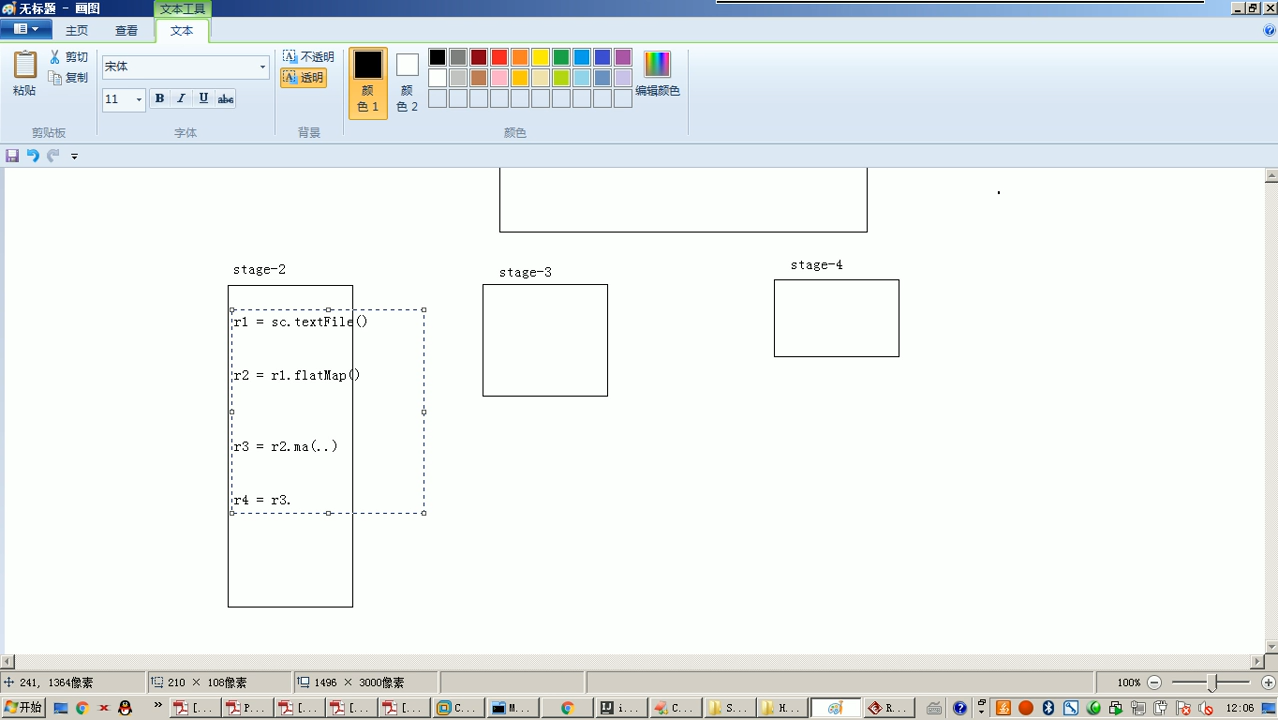 无标题 - 画图
文本工具
主页
查看
文本
粘贴
剪切
复制
剪贴板
宋体
11
B
I
U
abc
字体
不透明
透明
背景
颜色 1
颜色 2
编辑颜色
颜色
stage-2
stage-3
stage-4
r1 = sc.textFile()
r2 = r1.flatMap()
r3 = r2.ma(..)
r4 = r3.
241, 1364像素
210 × 108像素
1496 × 3000像素
100%
开始
[...
P...
[...
[...
[...
C...
M...
i...
C...
S...
H...
R...
12:06